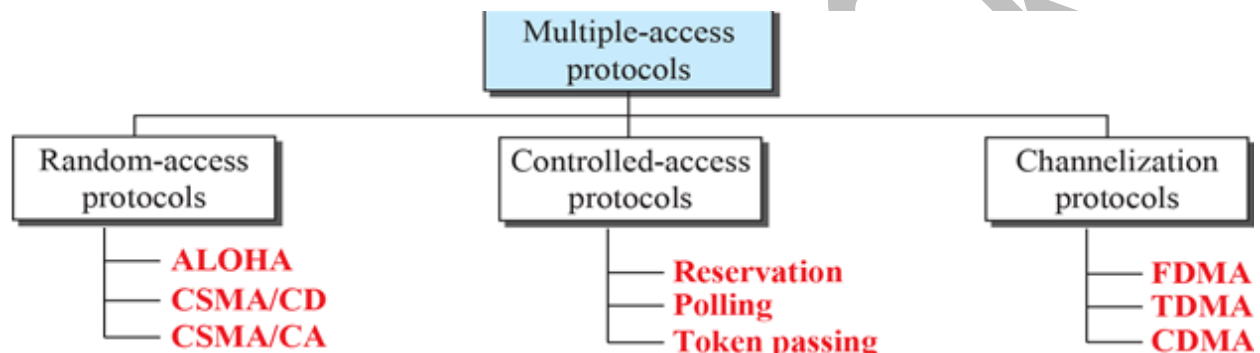 Multiple-access
protocols
Random-access
protocols
ALOHA
CSMA/CD
CSMA/CA
Controlled-access
protocols
Reservation
Polling
Token passing
Channelization
protocols
FDMA
TDMA
CDMA